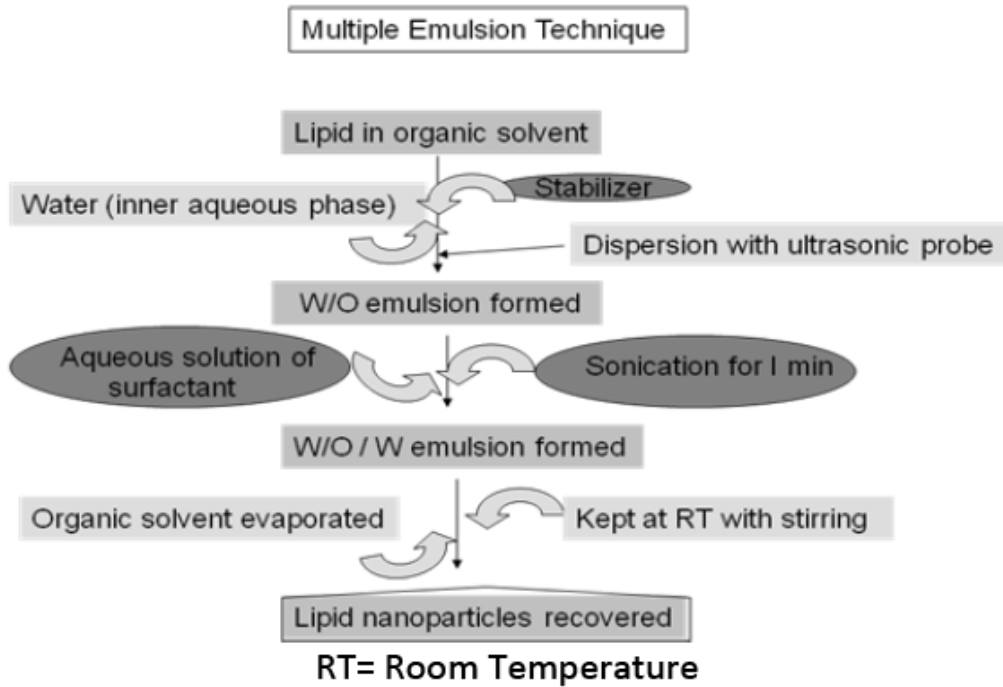 Multiple Emulsion Technique
Lipid in organic solvent
Stabilizer
Water (inner aqueous phase)
Dispersion with ultrasonic probe
W/O emulsion formed
Aqueous solution of
surfactant
Sonication for I min
W/O / W emulsion formed
Organic solvent evaporated
Kept at RT with stirring
Lipid nanoparticles recovered
RT= Room Temperature